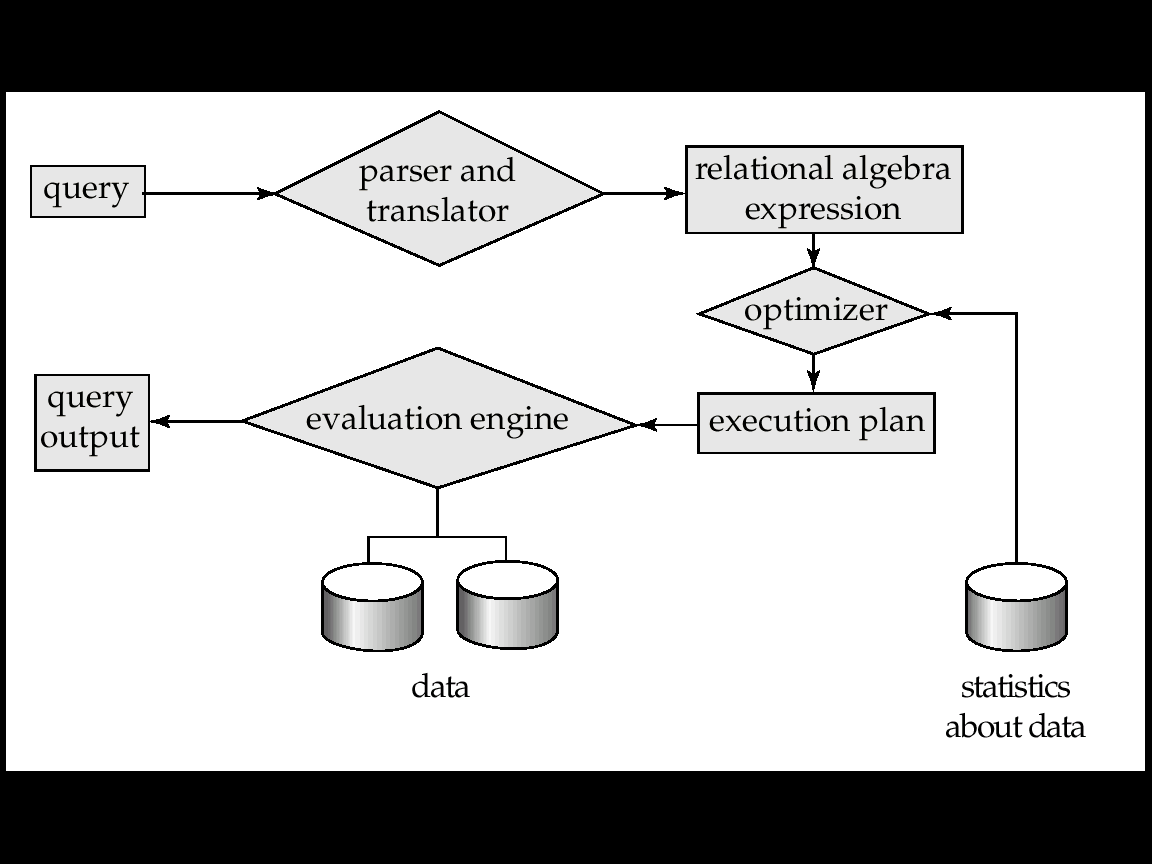 query
parser and
translator
relational algebra
expression
optimizer
query
output
evaluation engine
execution plan
data
statistics
about data